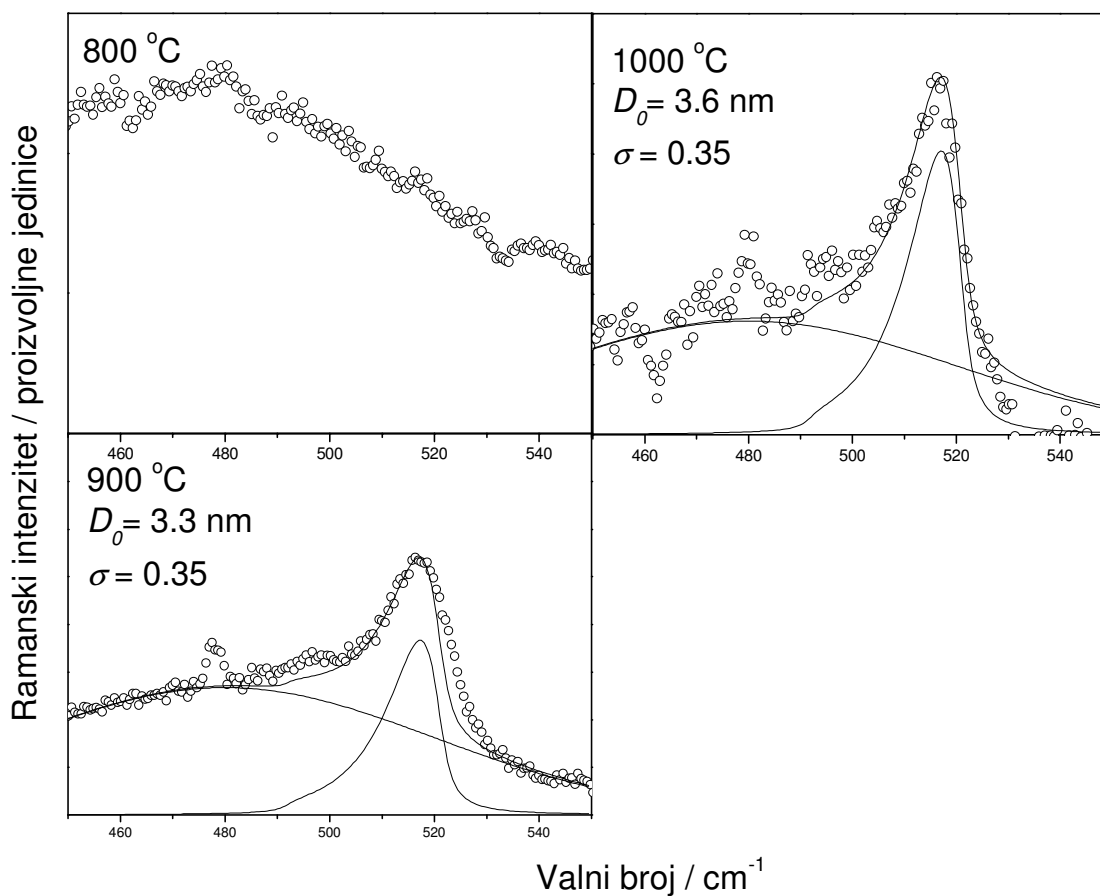 Ramanski intenzitet / proizvoljne jedinice
800 °C
460 480 500 520 540
1000 °C
D₀= 3.6 nm
σ = 0.35
460 480 500 520 540
900 °C
D₀= 3.3 nm
σ = 0.35
460 480 500 520 540
Valni broj / cm⁻¹